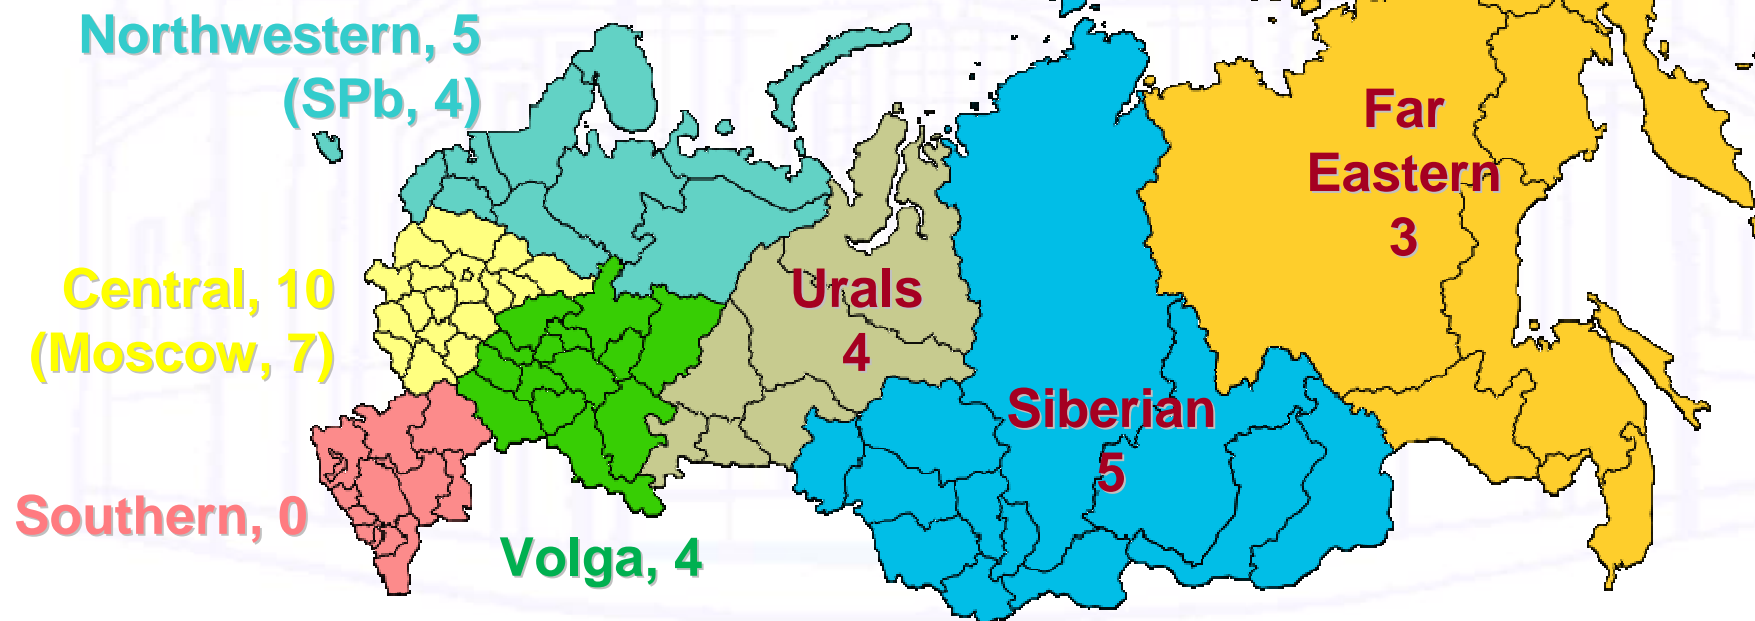 Northwestern, 5
(SPb, 4)
Far
Eastern
3
Central, 10
(Moscow, 7)
Urals
4
Siberian
5
Southern, 0
Volga, 4